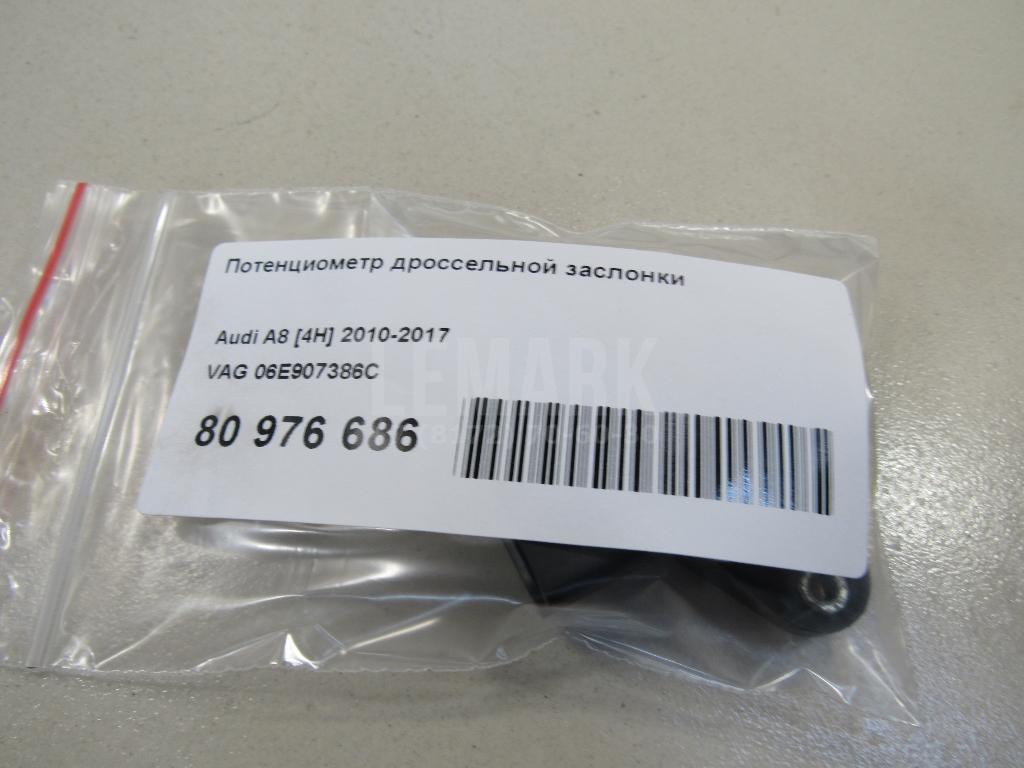 Потенциометр дроссельной заслонки
Audi A8 [4H] 2010-2017
VAG 06E907386C
LEMARK
80 976 686